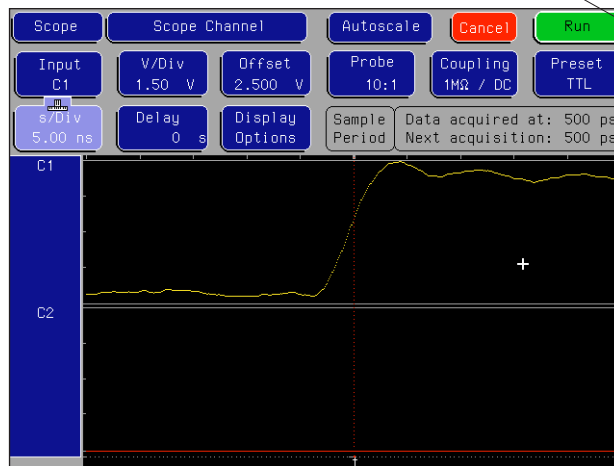 Scope
Scope Channel
Autoscale
Cancel
Run
Input
C1
V/Div
1.50 V
Offset
2.500 V
Probe
10:1
Coupling
1MΩ / DC
Preset
TTL
s/Div
5.00 ns
Delay
0 s
Display
Options
Sample
Period
Data acquired at: 500 ps
Next acquisition: 500 ps
C1
C2